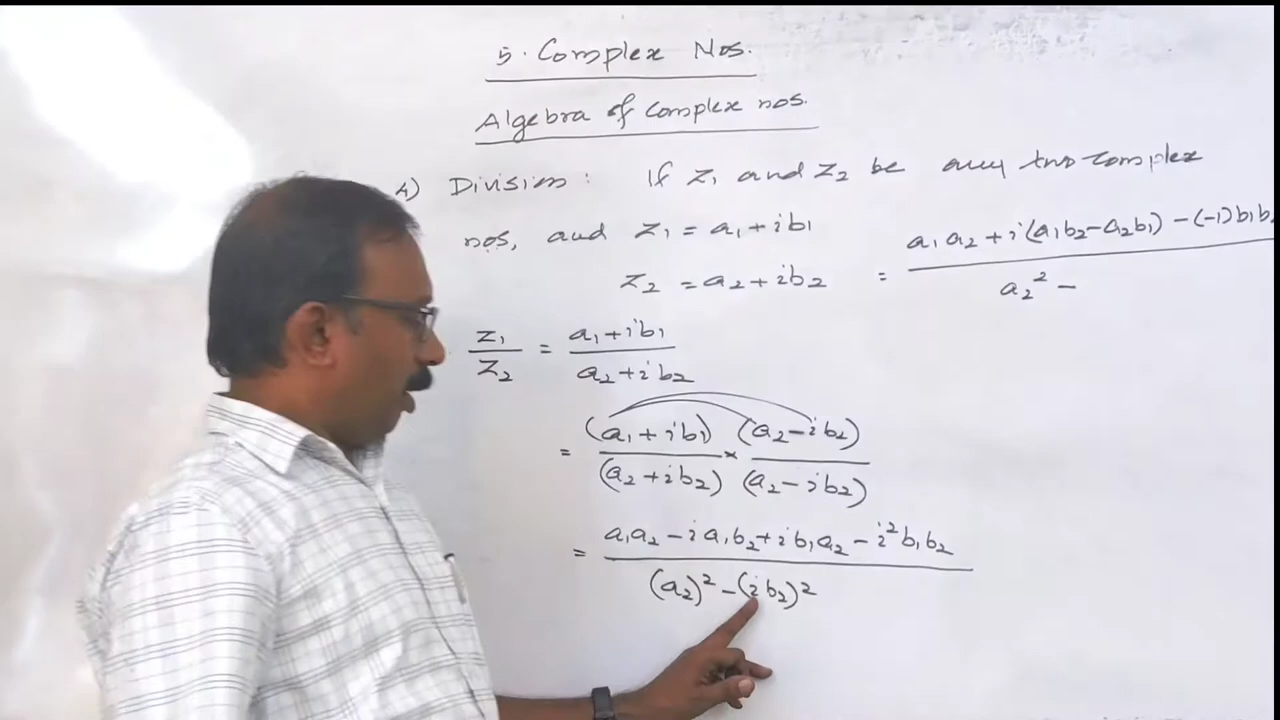 5. Complex Nos.
Algebra of complex nos.
4) Division: If z₁ and z₂ be any two complex
nos, and z₁ = a₁ + ib₁
z₂ = a₂ + ib₂
z₁/z₂ = (a₁ + ib₁)/(a₂ + ib₂)
= (a₁ + ib₁)/(a₂ + ib₂) × (a₂ - ib₂)/(a₂ - ib₂)
= (a₁a₂ - ia₁b₂ + ib₁a₂ - i²b₁b₂)/((a₂)² - (ib₂)²)
= a₁a₂ + i(a₁b₂ - a₂b₁) - (-1)b₁b₂
a₂² -